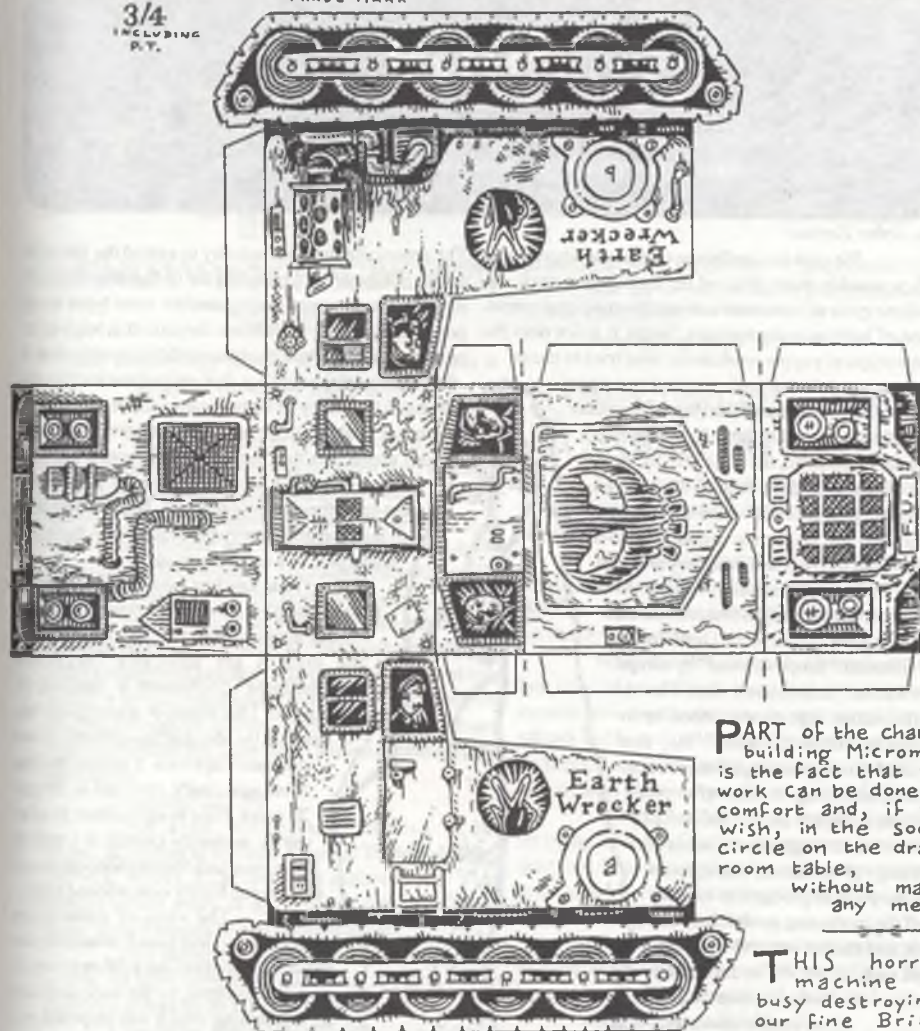 3/4
INCLUDING
P.T.
Earth
Wrecker
F.U.
Earth
Wrecker
PART of the char
building Microm
is the fact that
work can be done
comfort and, if
wish, in the So
circle on the dra
room table,
without ma
any me
THIS horr
machine
busy destroyin
our fine Bri